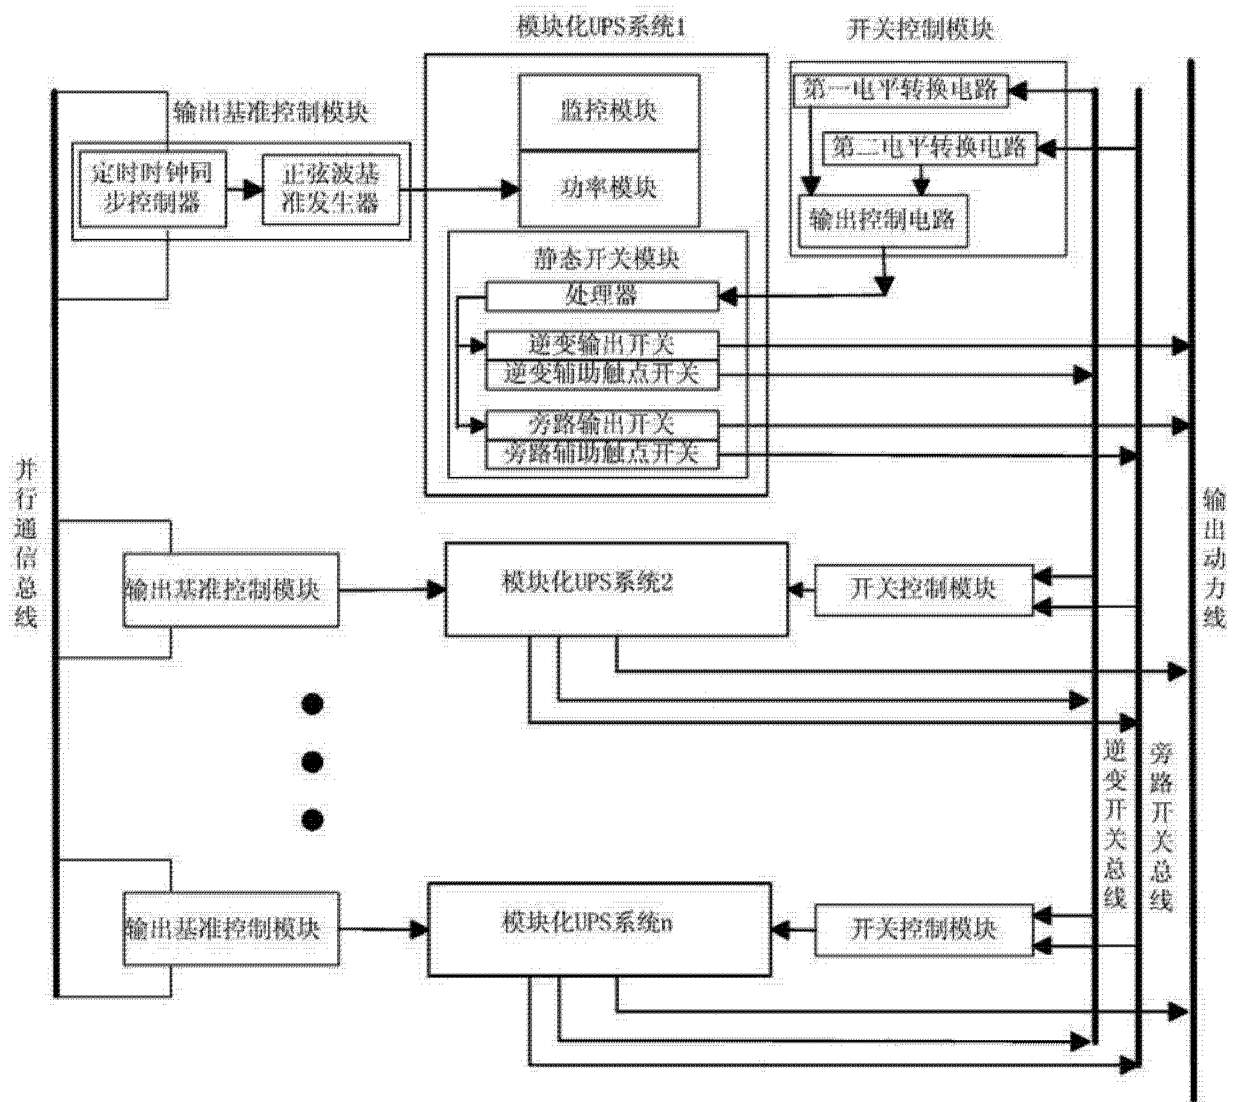 模块化UPS系统1
开关控制模块
输出基准控制模块
定时时钟同
步控制器
正弦波基
准发生器
监控模块
功率模块
第一电平转换电路
第二电平转换电路
输出控制电路
静态开关模块
处理器
逆变输出开关
逆变辅助触点开关
旁路输出开关
旁路辅助触点开关
并行通信总线
输出动力线
输出基准控制模块
模块化UPS系统2
开关控制模块
逆变开关总线
旁路开关总线
输出基准控制模块
模块化UPS系统n
开关控制模块